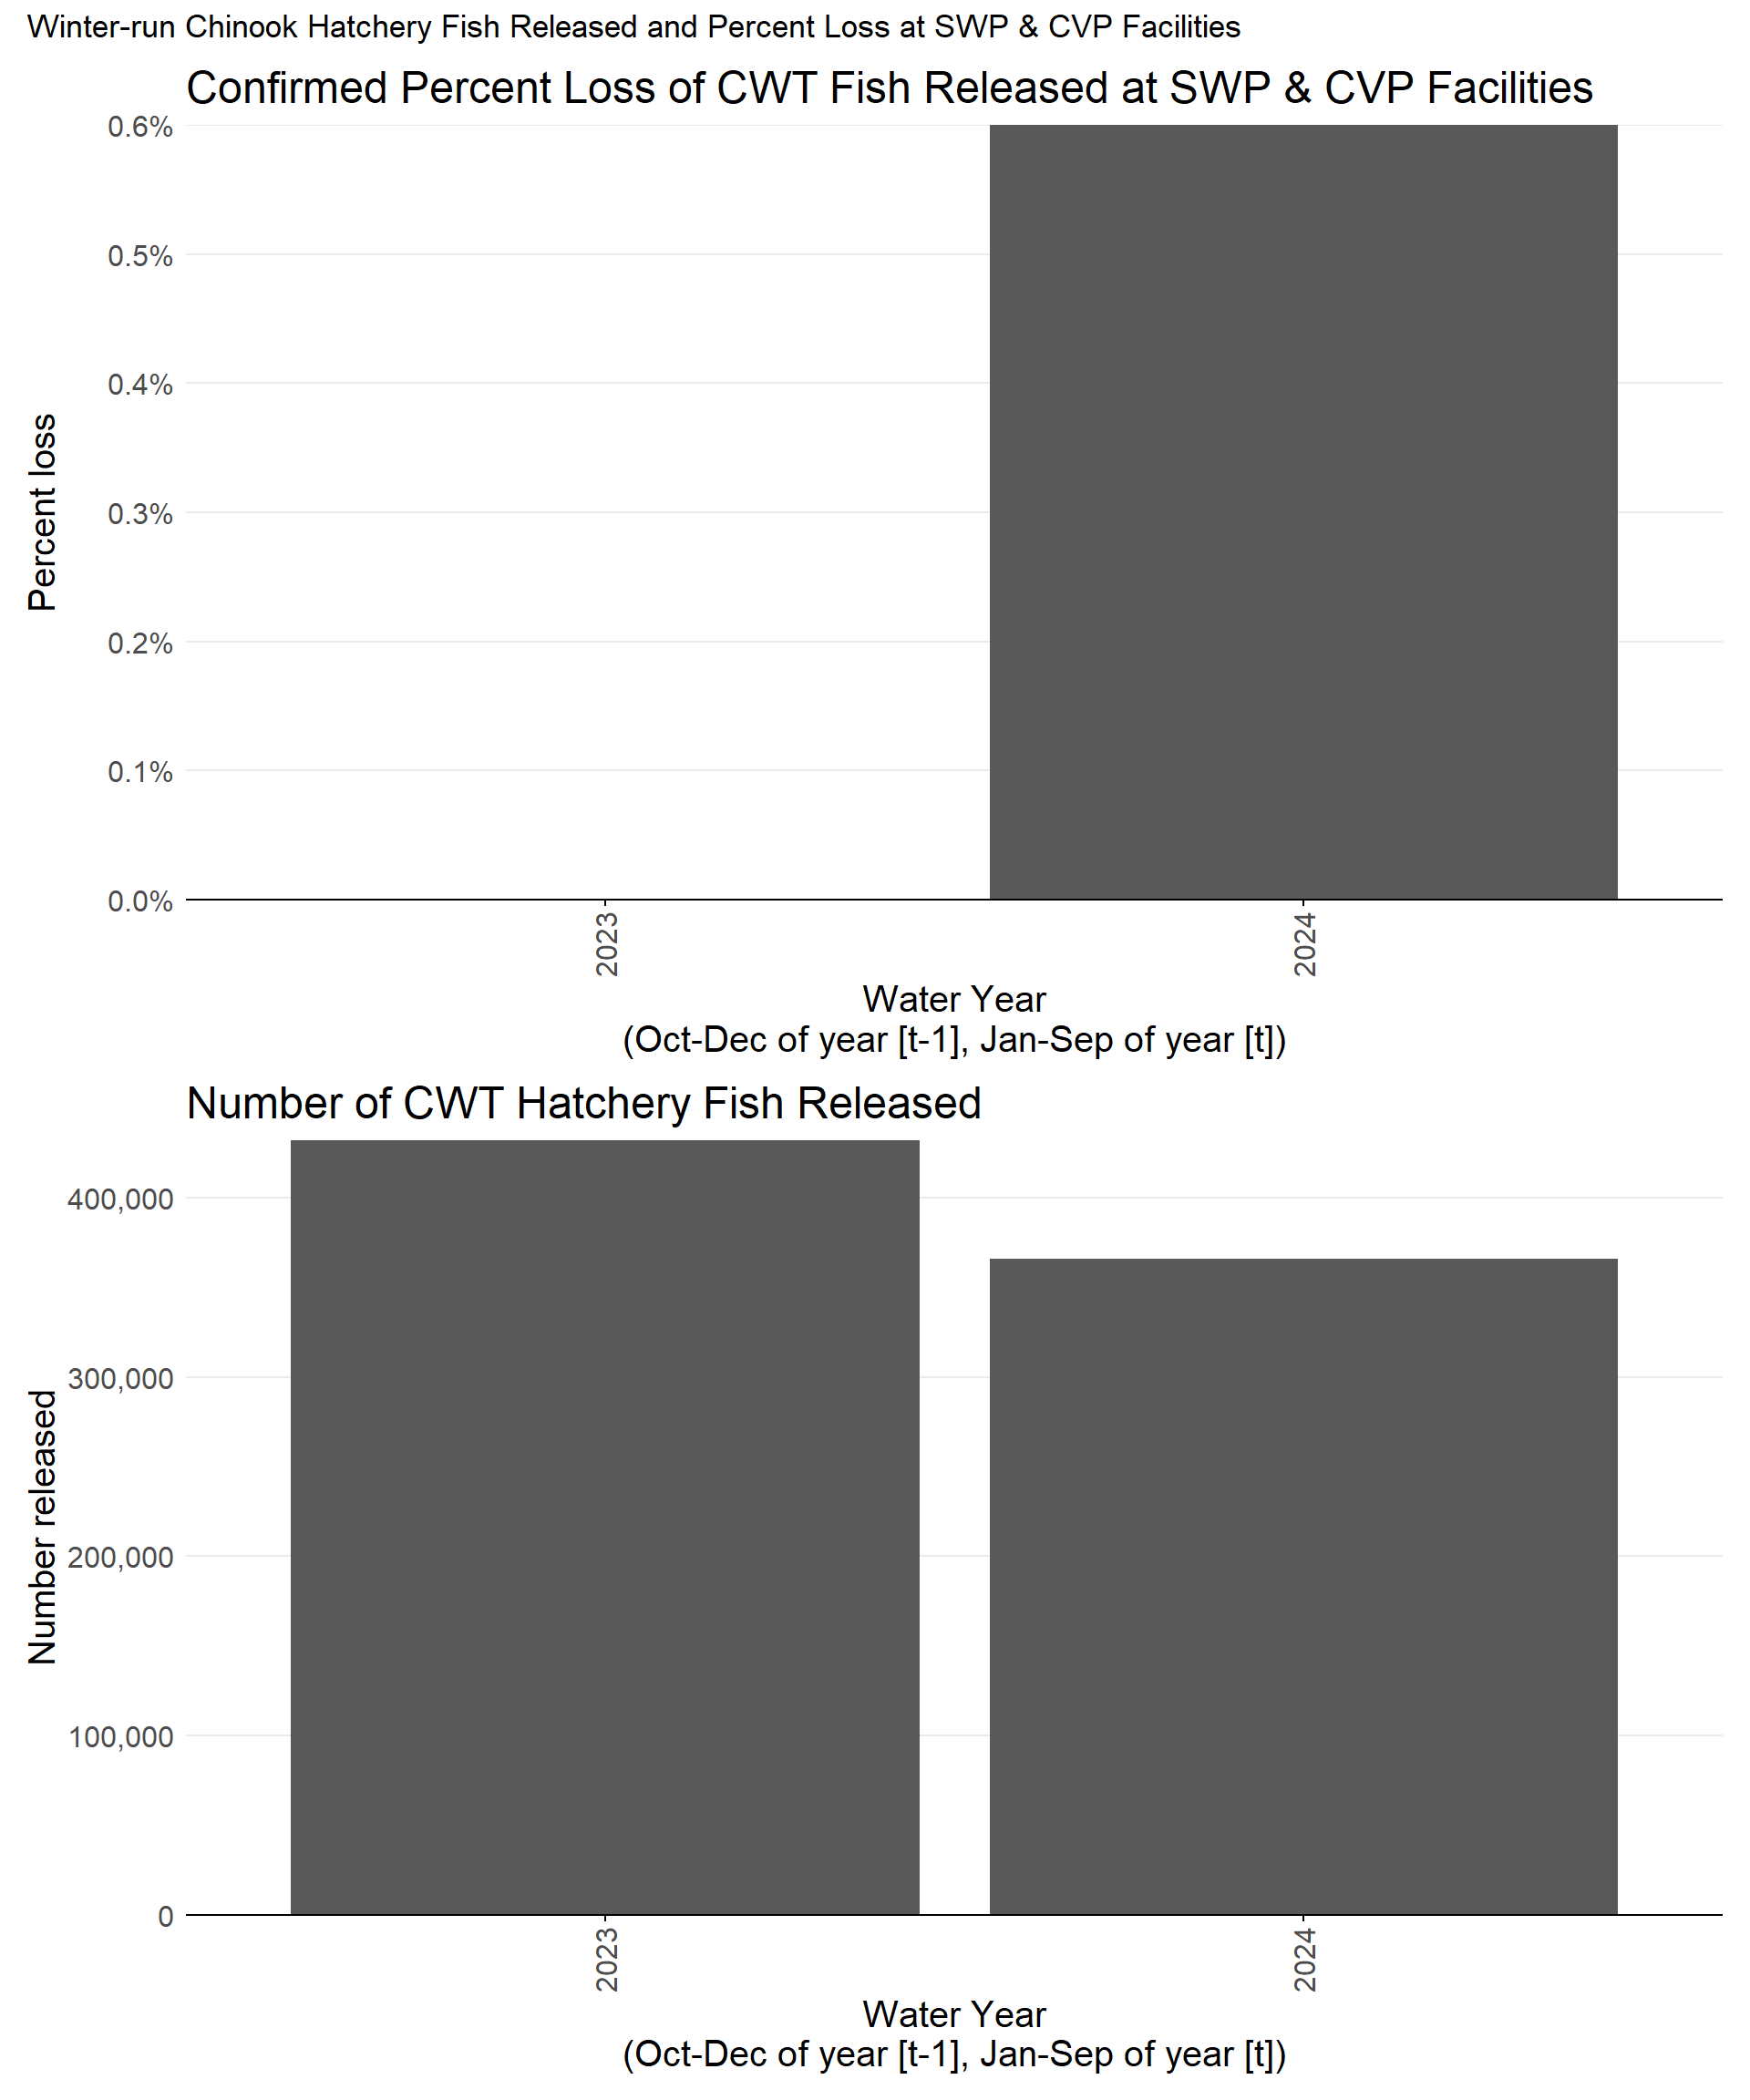 Winter-run Chinook Hatchery Fish Released and Percent Loss at SWP & CVP Facilities
Confirmed Percent Loss of CWT Fish Released at SWP & CVP Facilities
0.6%
0.5%
0.4%
0.3%
0.2%
0.1%
0.0%
Percent loss
2023
2024
Water Year
(Oct-Dec of year [t-1], Jan-Sep of year [t])
Number of CWT Hatchery Fish Released
400,000
300,000
200,000
100,000
0
Number released
2023
2024
Water Year
(Oct-Dec of year [t-1], Jan-Sep of year [t])